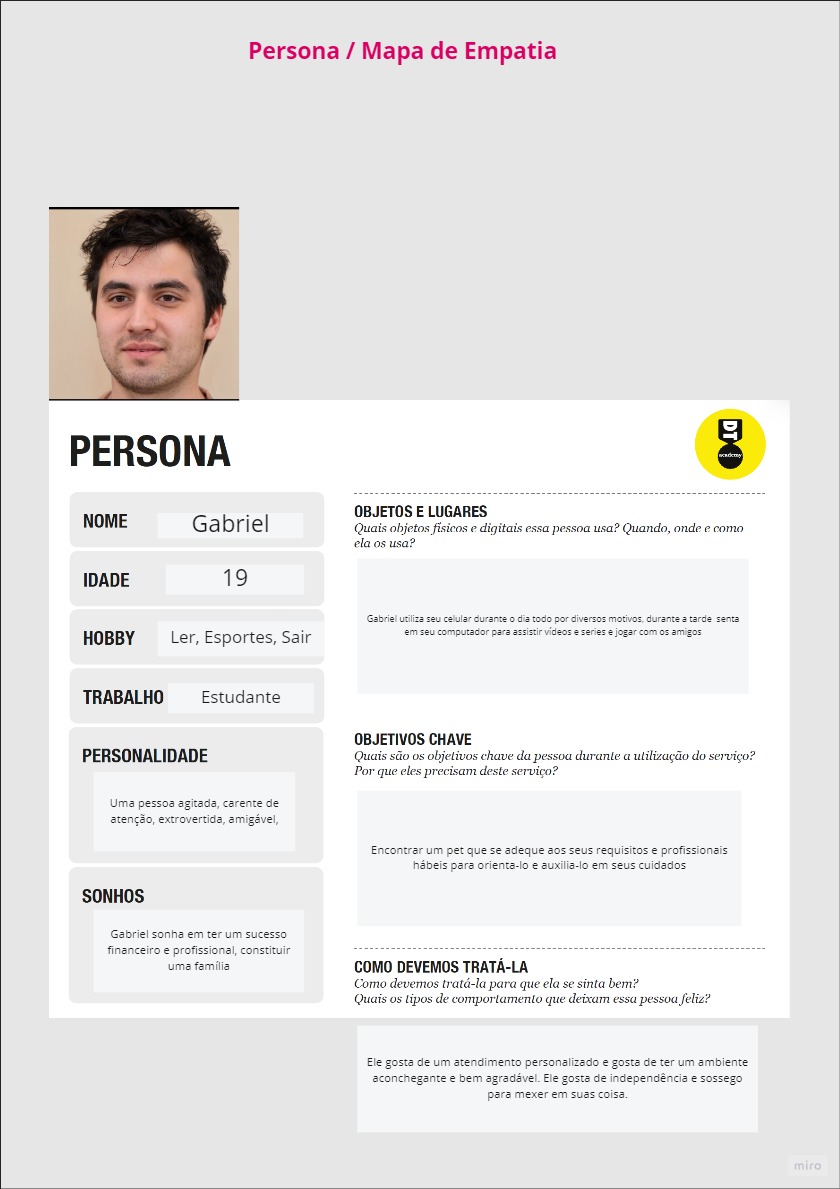 Persona / Mapa de Empatia
PERSONA
DT
academy
NOME
Gabriel
IDADE
19
HOBBY
Ler, Esportes, Sair
TRABALHO
Estudante
PERSONALIDADE
Uma pessoa agitada, carente de
atenção, extrovertida, amigável,
SONHOS
Gabriel sonha em ter um sucesso
financeiro e profissional, constituir
uma família
OBJETOS E LUGARES
Quais objetos físicos e digitais essa pessoa usa? Quando, onde e como
ela os usa?
Gabriel utiliza seu celular durante o dia todo por diversos motivos, durante a tarde senta
em seu computador para assistir vídeos e series e jogar com os amigos
OBJETIVOS CHAVE
Quais são os objetivos chave da pessoa durante a utilização do serviço?
Por que eles precisam deste serviço?
Encontrar um pet que se adeque aos seus requisitos e profissionais
hábeis para orienta-lo e auxilia-lo em seus cuidados
COMO DEVEMOS TRATÁ-LA
Como devemos tratá-la para que ela se sinta bem?
Quais os tipos de comportamento que deixam essa pessoa feliz?
Ele gosta de um atendimento personalizado e gosta de ter um ambiente
aconchegante e bem agradável. Ele gosta de independência e sossego
para mexer em suas coisa.
miro